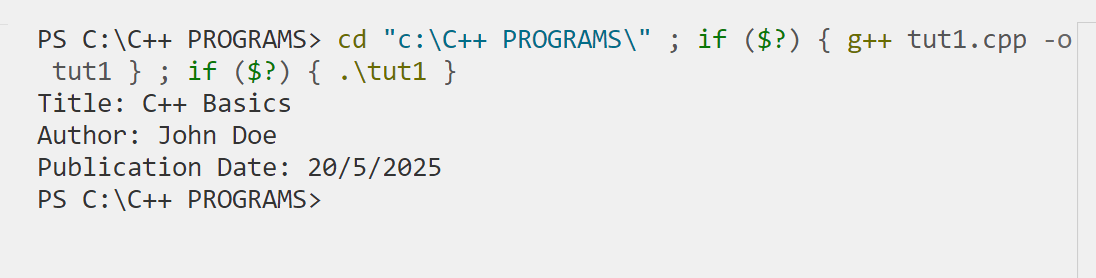 PS C:\C++ PROGRAMS> cd "c:\C++ PROGRAMS\" ; if ($?) { g++ tut1.cpp -o
tut1 } ; if ($?) { .\tut1 }
Title: C++ Basics
Author: John Doe
Publication Date: 20/5/2025
PS C:\C++ PROGRAMS>